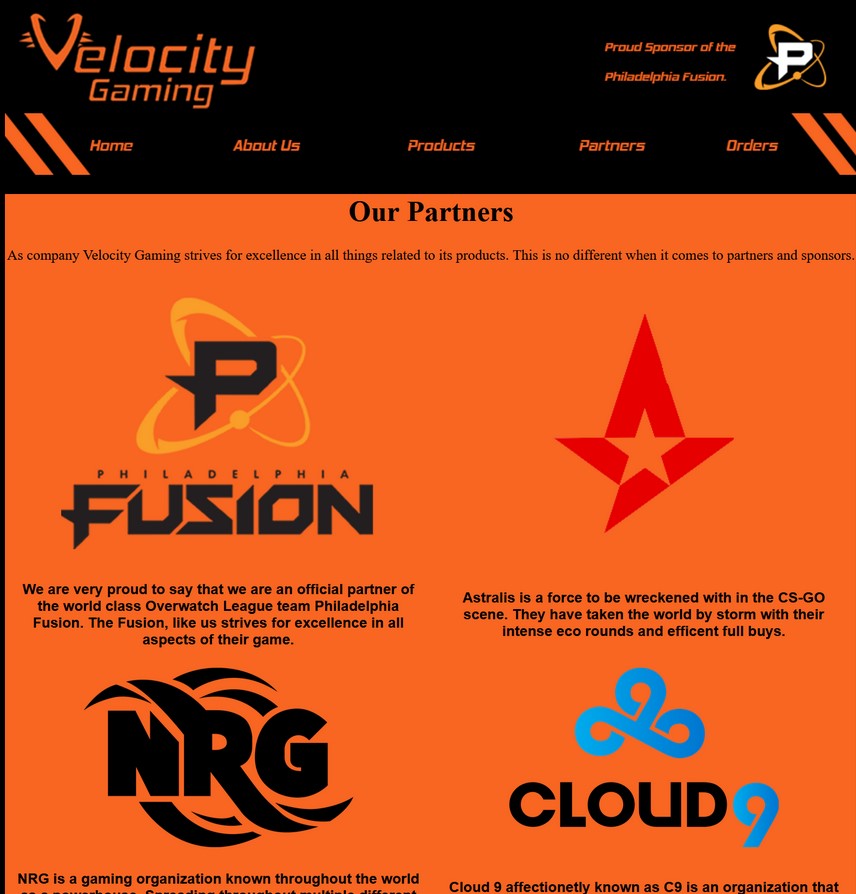 Velocity
Gaming
Proud Sponsor of the
Philadelphia Fusion.
P
Home About Us Products Partners Orders
Our Partners
As company Velocity Gaming strives for excellence in all things related to its products. This is no different when it comes to partners and sponsors.
P
PHILADELPHIA
FUSION
We are very proud to say that we are an official partner of
the world class Overwatch League team Philadelphia
Fusion. The Fusion, like us strives for excellence in all
aspects of their game.
Astralis is a force to be wreckened with in the CS-GO
scene. They have taken the world by storm with their
intense eco rounds and efficent full buys.
NRG
CLOUD9
NRG is a gaming organization known throughout the world
as a powerhouse. Spreading throughout multiple different
Cloud 9 affectionetly known as C9 is an organization that